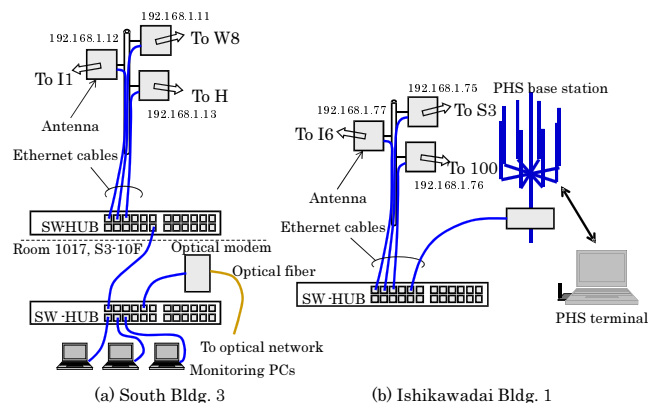 192.168.1.11
To W8
192.168.1.12
To I1
To H
192.168.1.13
Antenna
Ethernet cables
SWHUB
Room 1017, S3-10F
Optical modem
Optical fiber
SW-HUB
To optical network
Monitoring PCs
(a) South Bldg. 3
192.168.1.75
PHS base station
192.168.1.77
To S3
To I6
To 100
192.168.1.76
Antenna
Ethernet cables
SW-HUB
PHS terminal
(b) Ishikawadai Bldg. 1